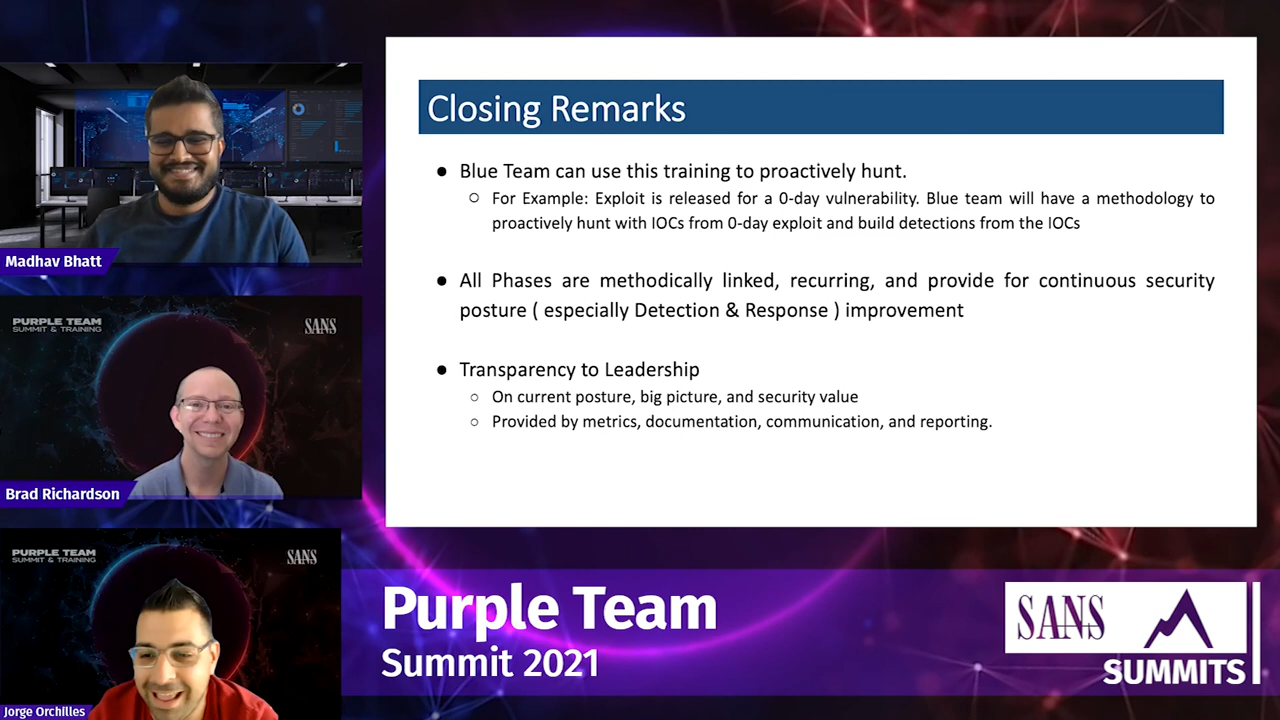 Madhav Bhatt
PURPLE TEAM
SUMMIT & TRAINING
SANS
Brad Richardson
PURPLE TEAM
SUMMIT & TRAINING
SANS
Jorge Orchilles
Closing Remarks
● Blue Team can use this training to proactively hunt.
○ For Example: Exploit is released for a 0-day vulnerability. Blue team will have a methodology to
proactively hunt with IOCs from 0-day exploit and build detections from the IOCs
● All Phases are methodically linked, recurring, and provide for continuous security
posture ( especially Detection & Response ) improvement
● Transparency to Leadership
○ On current posture, big picture, and security value
○ Provided by metrics, documentation, communication, and reporting.
Purple Team
Summit 2021
SANS
SUMMITS